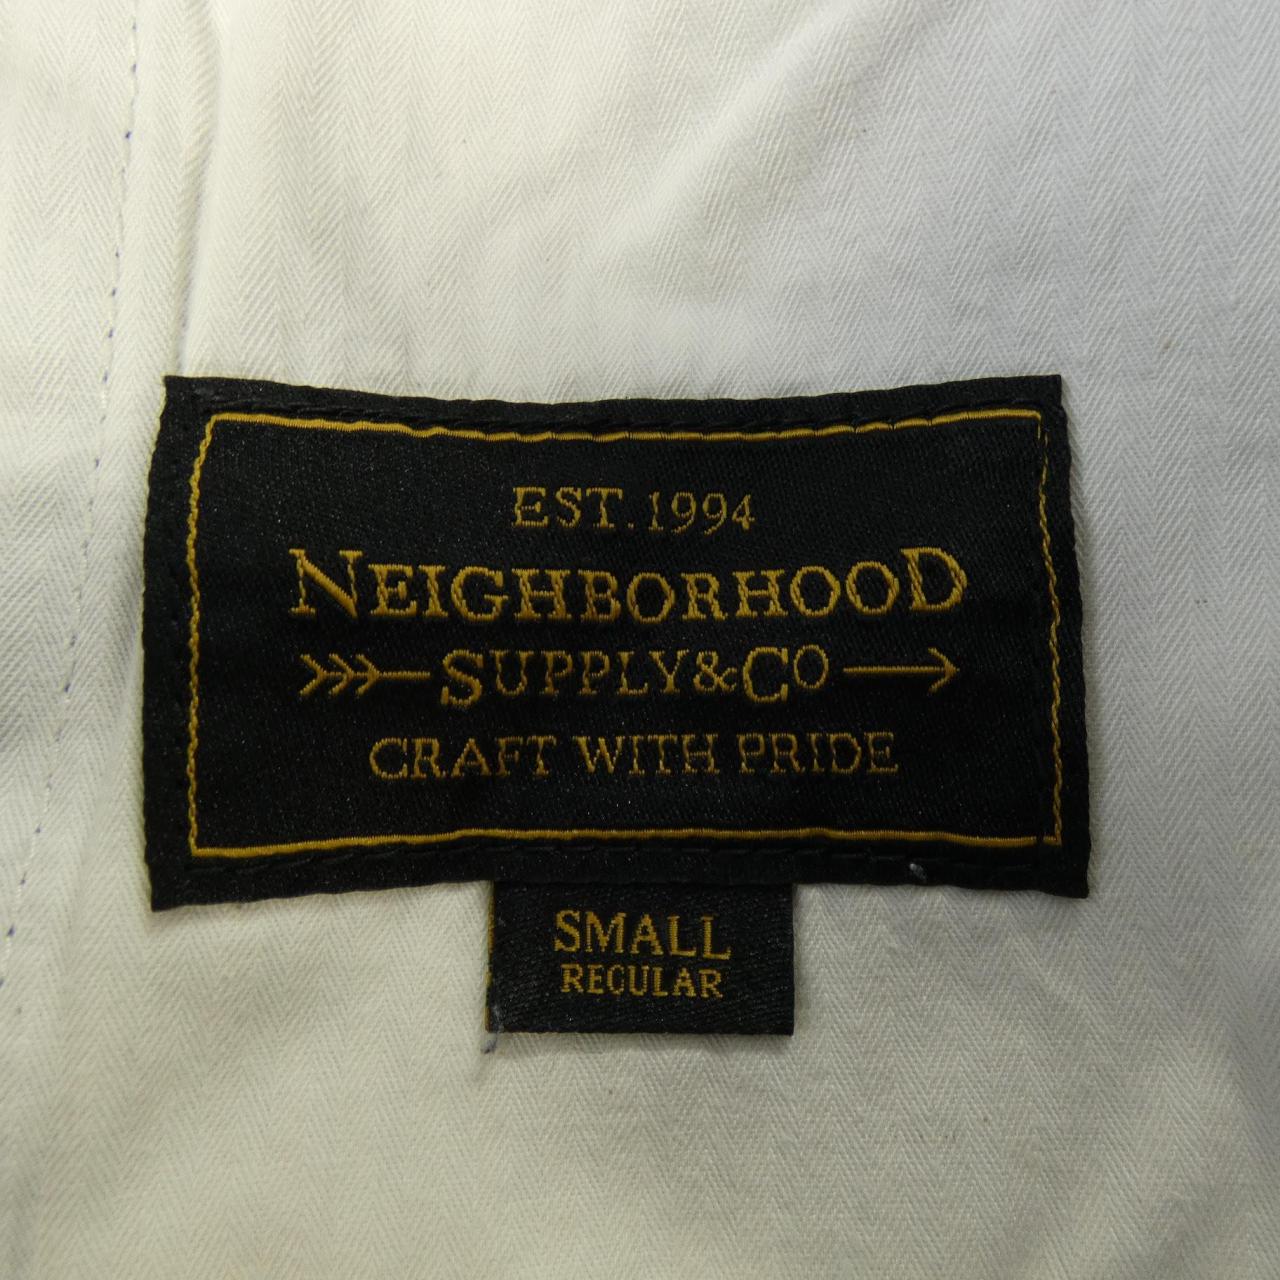 EST.1994
NEIGHBORHOOD
SUPPLY&CO
CRAFT WITH PRIDE
SMALL
REGULAR